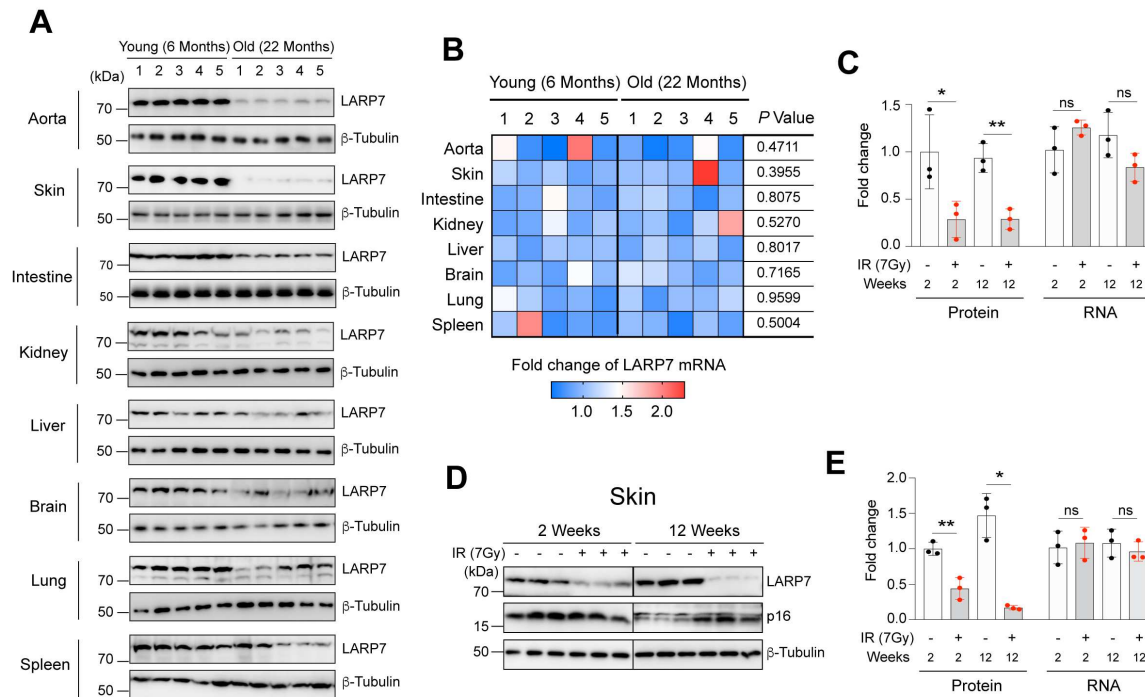 A
Young (6 Months) Old (22 Months)
(kDa) 1 2 3 4 5 1 2 3 4 5
Aorta
70 LARP7
50 β-Tubulin
Skin
70 LARP7
50 β-Tubulin
Intestine
70 LARP7
50 β-Tubulin
Kidney
70 LARP7
50 β-Tubulin
Liver
70 LARP7
50 β-Tubulin
Brain
70 LARP7
50 β-Tubulin
Lung
70 LARP7
50 β-Tubulin
Spleen
70 LARP7
50 β-Tubulin
B
Young (6 Months) Old (22 Months)
1 2 3 4 5 1 2 3 4 5 P Value
Aorta 0.4711
Skin 0.3955
Intestine 0.8075
Kidney 0.5270
Liver 0.8017
Brain 0.7165
Lung 0.9599
Spleen 0.5004
Fold change of LARP7 mRNA
1.0 1.5 2.0
C
* ** ns ns
Fold change
1.5
1.0
0.5
0.0
IR (7Gy) - + - + - + - +
Weeks 2 2 12 12 2 2 12 12
Protein RNA
D
Skin
2 Weeks 12 Weeks
IR (7Gy) - - - + + + - - - + + +
(kDa)
70 LARP7
15 p16
50 β-Tubulin
E
** * ns ns
Fold change
2.0
1.5
1.0
0.5
0.0
IR (7Gy) - + - + - + - +
Weeks 2 2 12 12 2 2 12 12
Protein RNA